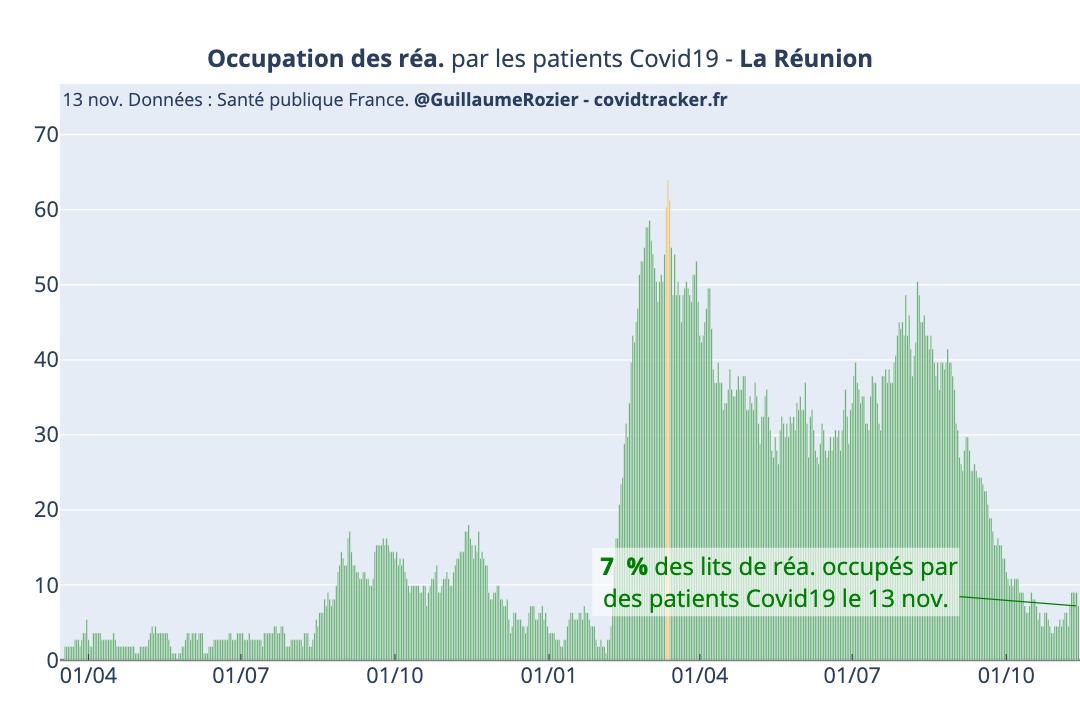 Occupation des réa. par les patients Covid19 - La Réunion
13 nov. Données : Santé publique France. @GuillaumeRozier - covidtracker.fr
70
60
50
40
30
20
10
0
7 % des lits de réa. occupés par
des patients Covid19 le 13 nov.
01/04 01/07 01/10 01/01 01/04 01/07 01/10